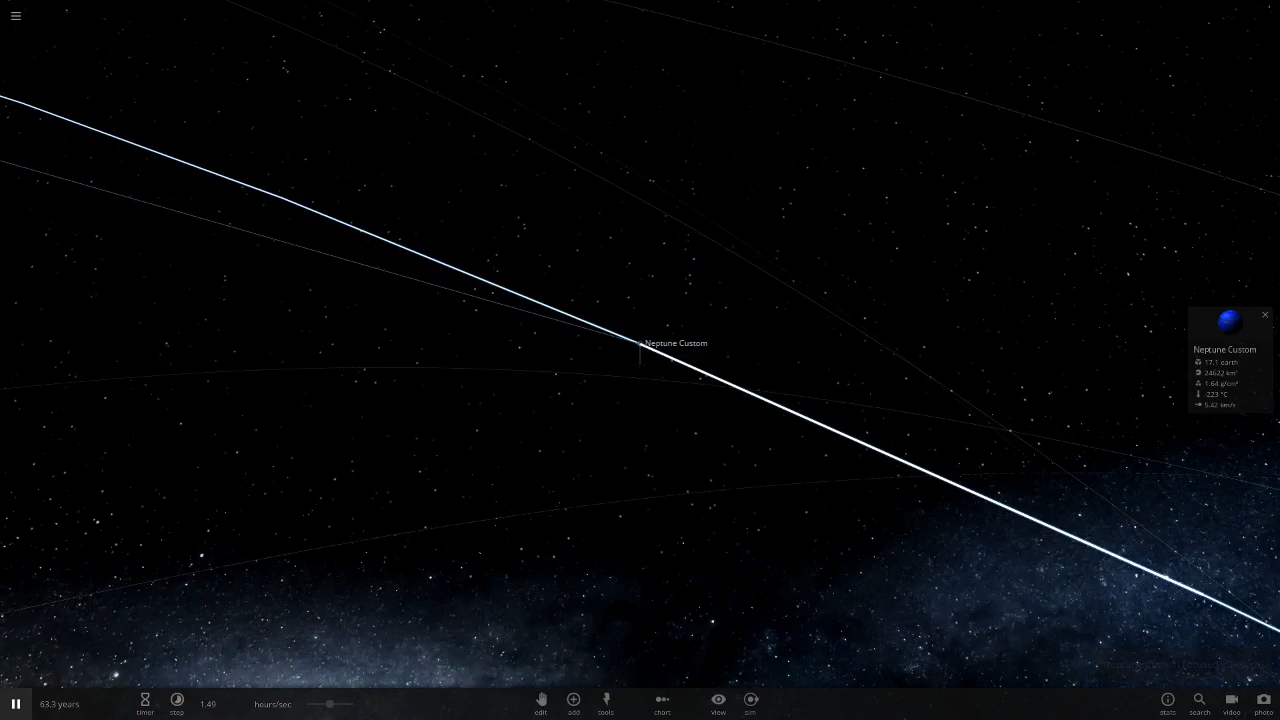 Neptune Custom
Neptune Custom
17.1 earth
24622 km
1.64 g/cm³
-223 °C
5.42 km/s
63.3 years
timer
step
1.49
hours/sec
edit
add
tools
chart
view
sim
stats
search
video
photo